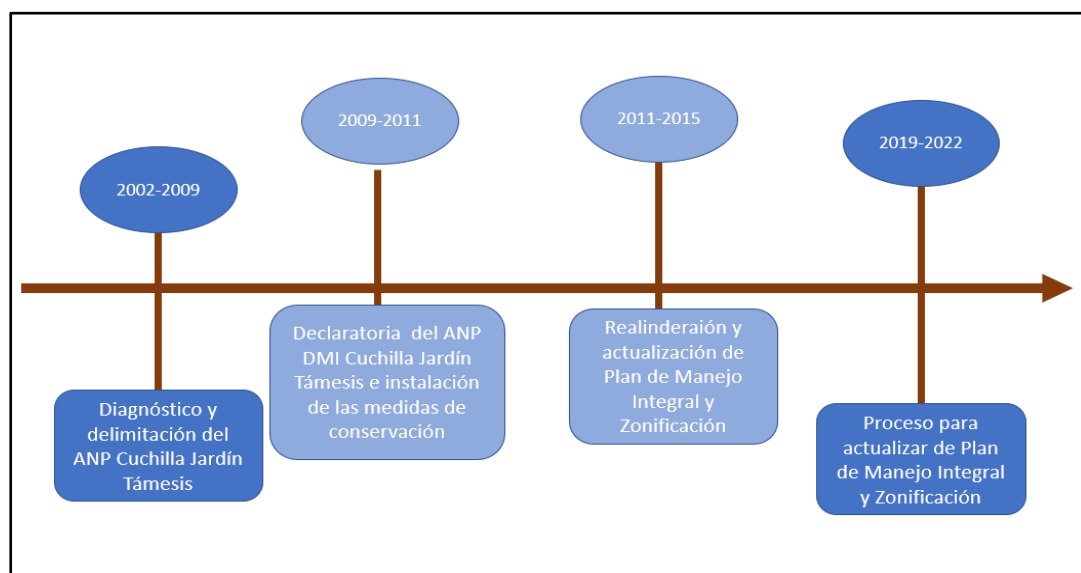 2002-2009
Diagnóstico y
delimitación del
ANP Cuchilla Jardín
Támesis
2009-2011
Declaratoria del ANP
DMI Cuchilla Jardín
Támesis e instalación
de las medidas de
conservación
2011-2015
Realinderaión y
actualización de
Plan de Manejo
Integral y
Zonificación
2019-2022
Proceso para
actualizar de Plan
de Manejo Integral
y Zonificación